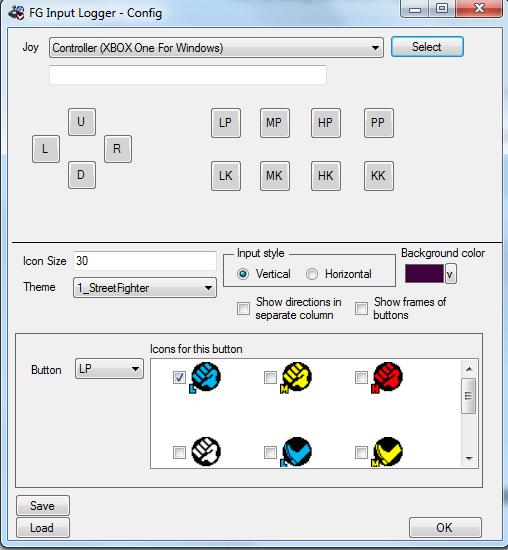 FG Input Logger - Config
Joy Controller (XBOX One For Windows) Select
U
L R
D
LP MP HP PP
LK MK HK KK
Icon Size 30
Theme 1_StreetFighter
Input style
Vertical Horizontal
Background color
v
Show directions in
separate column
Show frames of
buttons
Icons for this button
Button LP
L M H
L M
Save
Load
OK